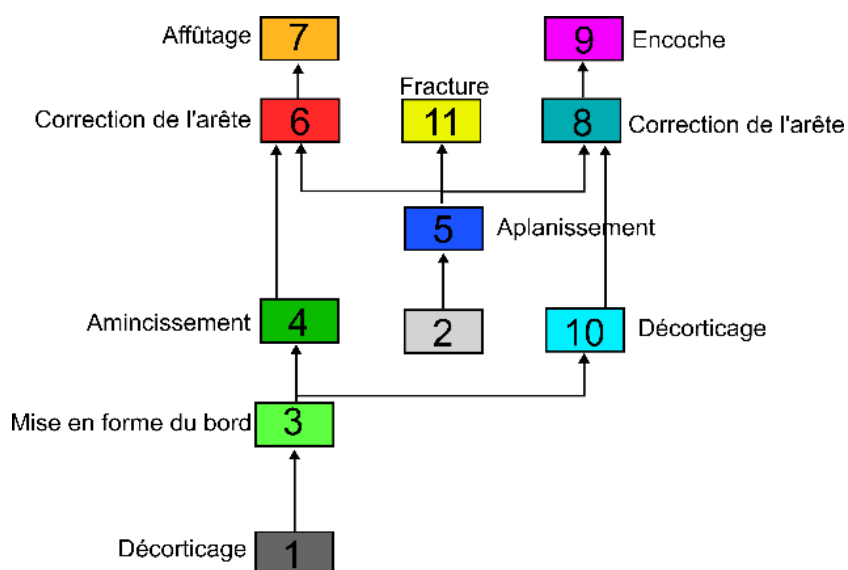 Affûtage 7
9 Encoche
Fracture
Correction de l'arête 6
11
8 Correction de l'arête
5 Aplanissement
Amincissement 4
2
10 Décorticage
Mise en forme du bord 3
Décorticage 1